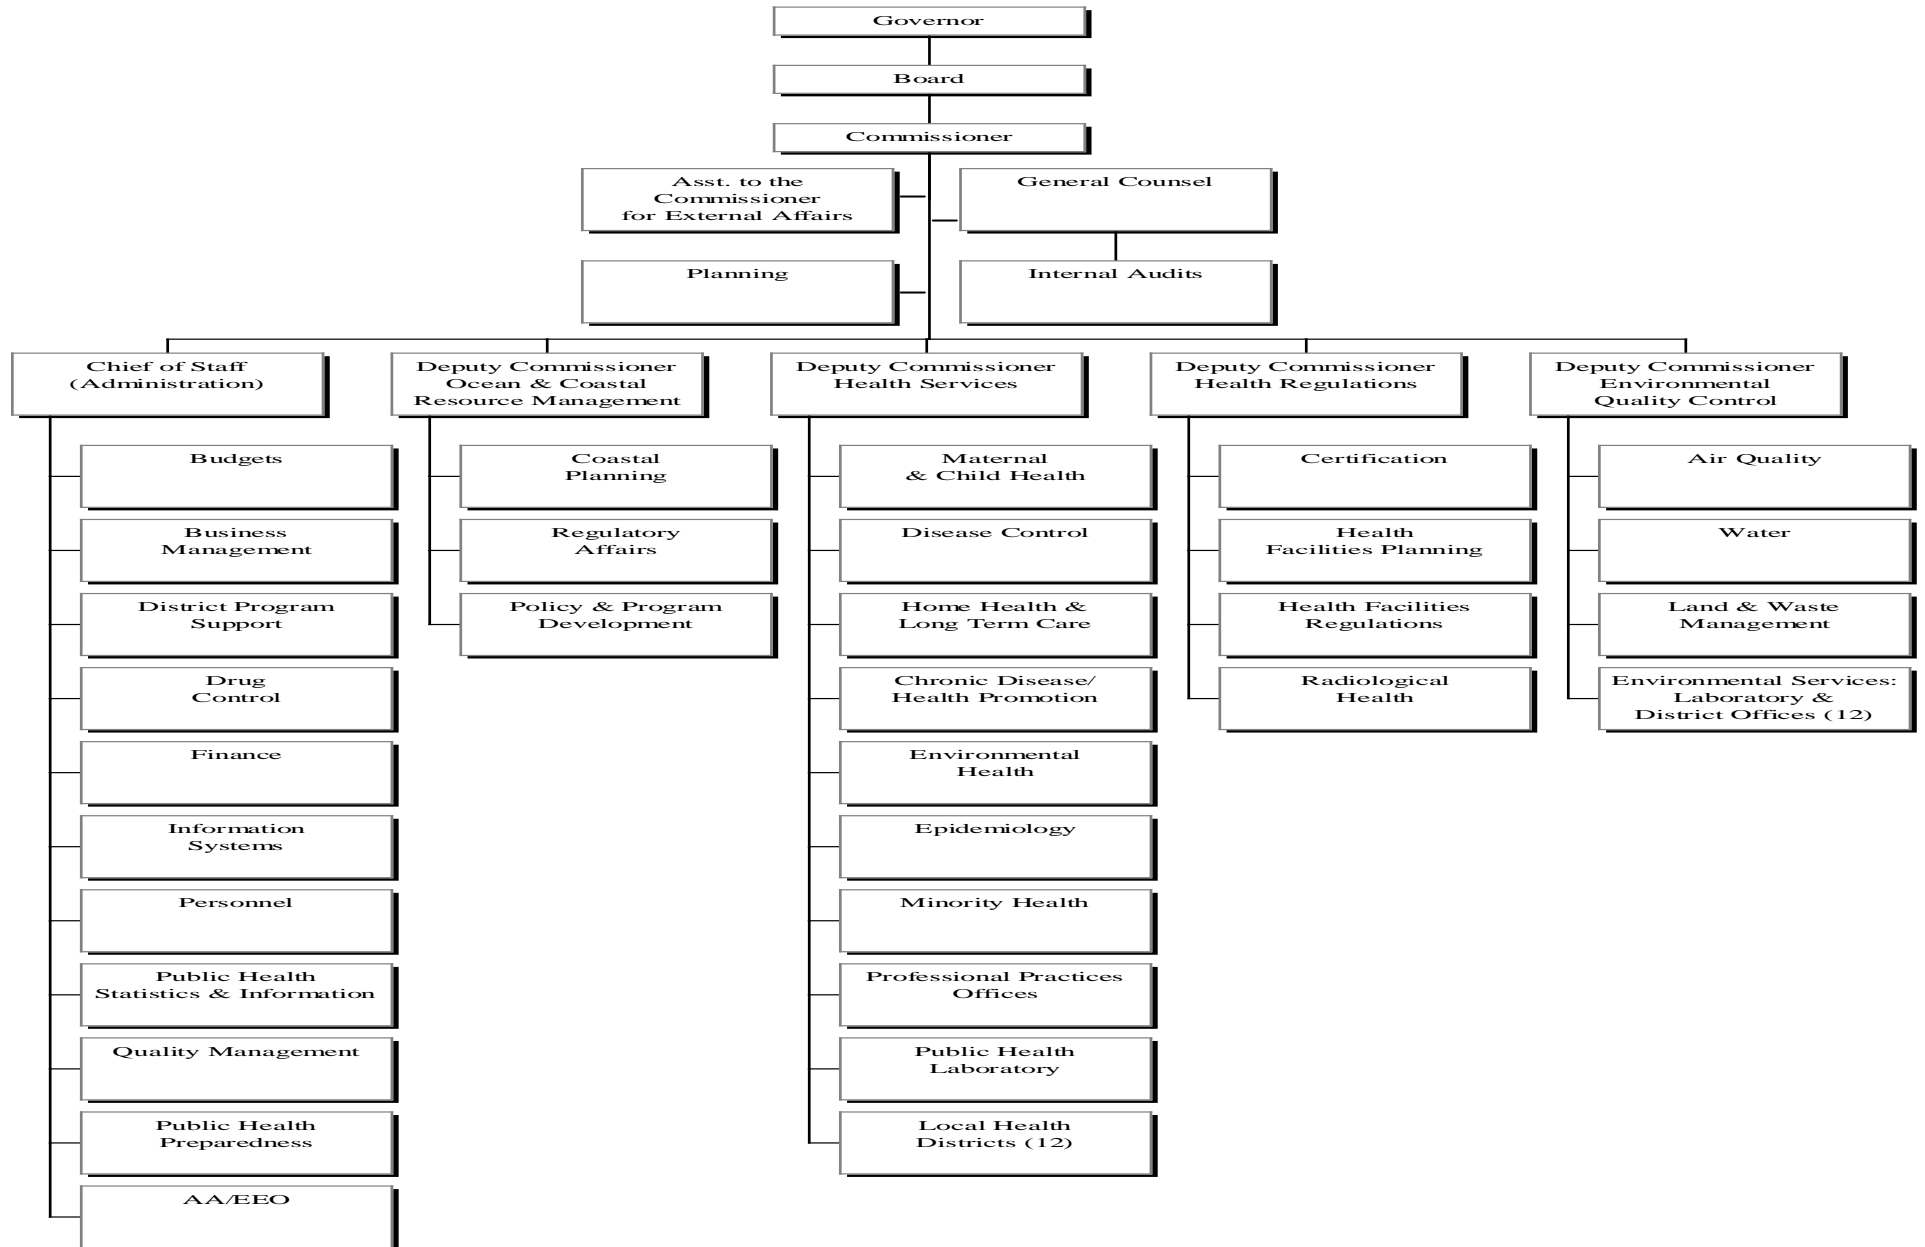 Governor
Board
Commissioner
Asst. to the
Commissioner
for External Affairs
General Counsel
Planning
Internal Audits
Chief of Staff
(Administration)
Budgets
Business
Management
District Program
Support
Drug
Control
Finance
Information
Systems
Personnel
Public Health
Statistics & Information
Quality Management
Public Health
Preparedness
AA/EEO
Deputy Commissioner
Ocean & Coastal
Resource Management
Coastal
Planning
Regulatory
Affairs
Policy & Program
Development
Deputy Commissioner
Health Services
Maternal
& Child Health
Disease Control
Home Health &
Long Term Care
Chronic Disease/
Health Promotion
Environmental
Health
Epidemiology
Minority Health
Professional Practices
Offices
Public Health
Laboratory
Local Health
Districts (12)
Deputy Commissioner
Health Regulations
Certification
Health
Facilities Planning
Health Facilities
Regulations
Radiological
Health
Deputy Commissioner
Environmental
Quality Control
Air Quality
Water
Land & Waste
Management
Environmental Services:
Laboratory &
District Offices (12)